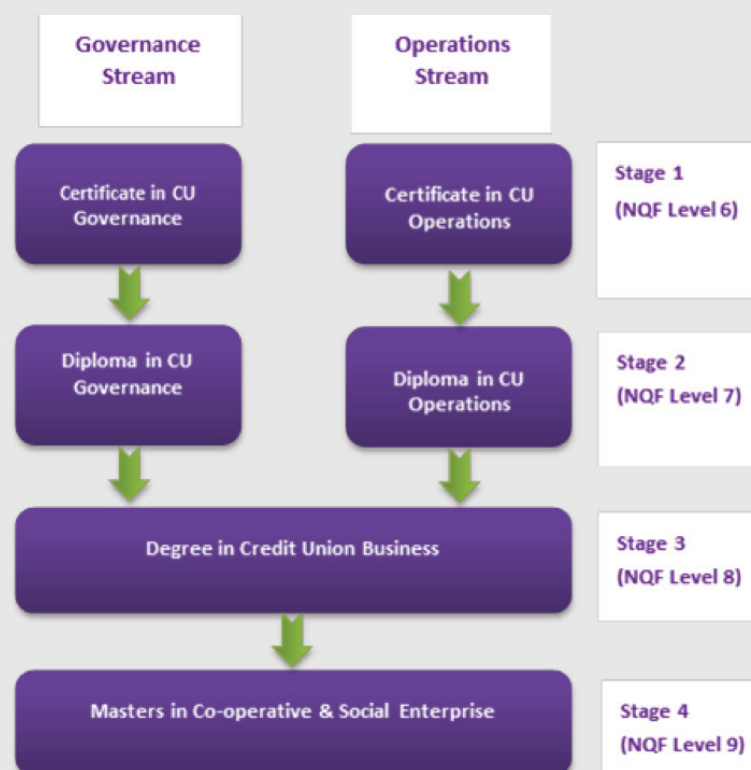 Governance
Stream
Operations
Stream
Certificate in CU
Governance
Certificate in CU
Operations
Stage 1
(NQF Level 6)
Diploma in CU
Governance
Diploma in CU
Operations
Stage 2
(NQF Level 7)
Degree in Credit Union Business
Stage 3
(NQF Level 8)
Masters in Co-operative & Social Enterprise
Stage 4
(NQF Level 9)